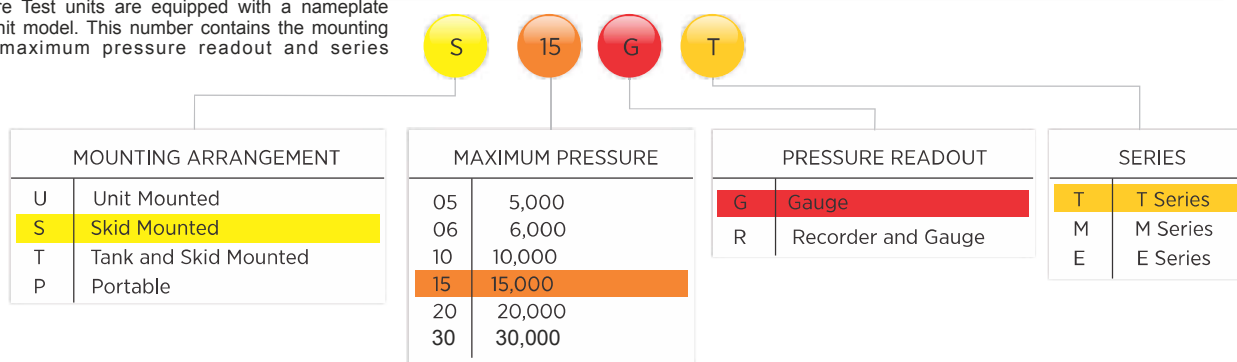 re Test units are equipped with a nameplate
nit model. This number contains the mounting
maximum pressure readout and series
S 15 G T
MOUNTING ARRANGEMENT
U Unit Mounted
S Skid Mounted
T Tank and Skid Mounted
P Portable
MAXIMUM PRESSURE
05 5,000
06 6,000
10 10,000
15 15,000
20 20,000
30 30,000
PRESSURE READOUT
G Gauge
R Recorder and Gauge
SERIES
T T Series
M M Series
E E Series